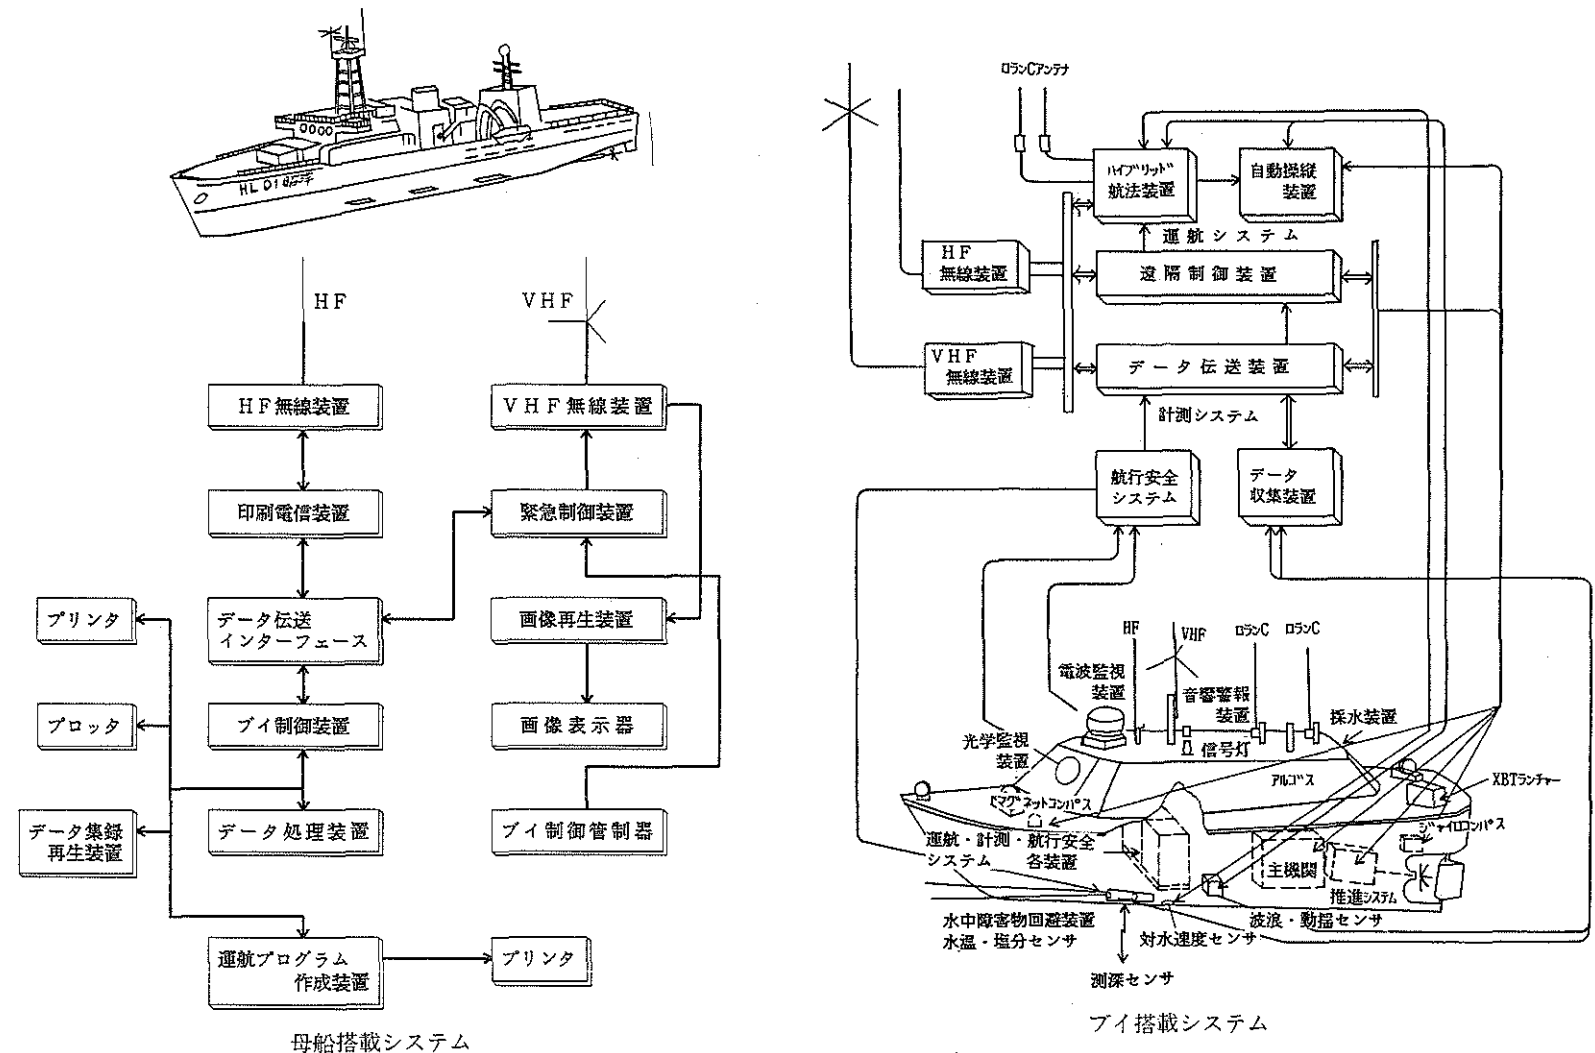 HL 01 昭洋
HF
VHF
HF無線装置
VHF無線装置
印刷電信装置
緊急制御装置
プリンタ
データ伝送
インターフェース
画像再生装置
プロッタ
ブイ制御装置
画像表示器
データ集録
再生装置
データ処理装置
ブイ制御管制器
運航プログラム
作成装置
プリンタ
母船搭載システム
ロランCアンテナ
ハイブリッド
航法装置
自動操縦
装置
運航システム
HF
無線装置
遠隔制御装置
VHF
無線装置
データ伝送装置
計測システム
航行安全
システム
データ
収集装置
HF
VHF
ロランC
ロランC
電波監視
装置
音響警報
装置
採水装置
光学監視
装置
信号灯
アルゴス
XBTランチャー
マグネットコンパス
ジャイロコンパス
運航・計測・航行安全
システム
各装置
主機関
推進システム
水中障害物回避装置
水温・塩分センサ
対水速度センサ
波浪・動揺センサ
測深センサ
ブイ搭載システム